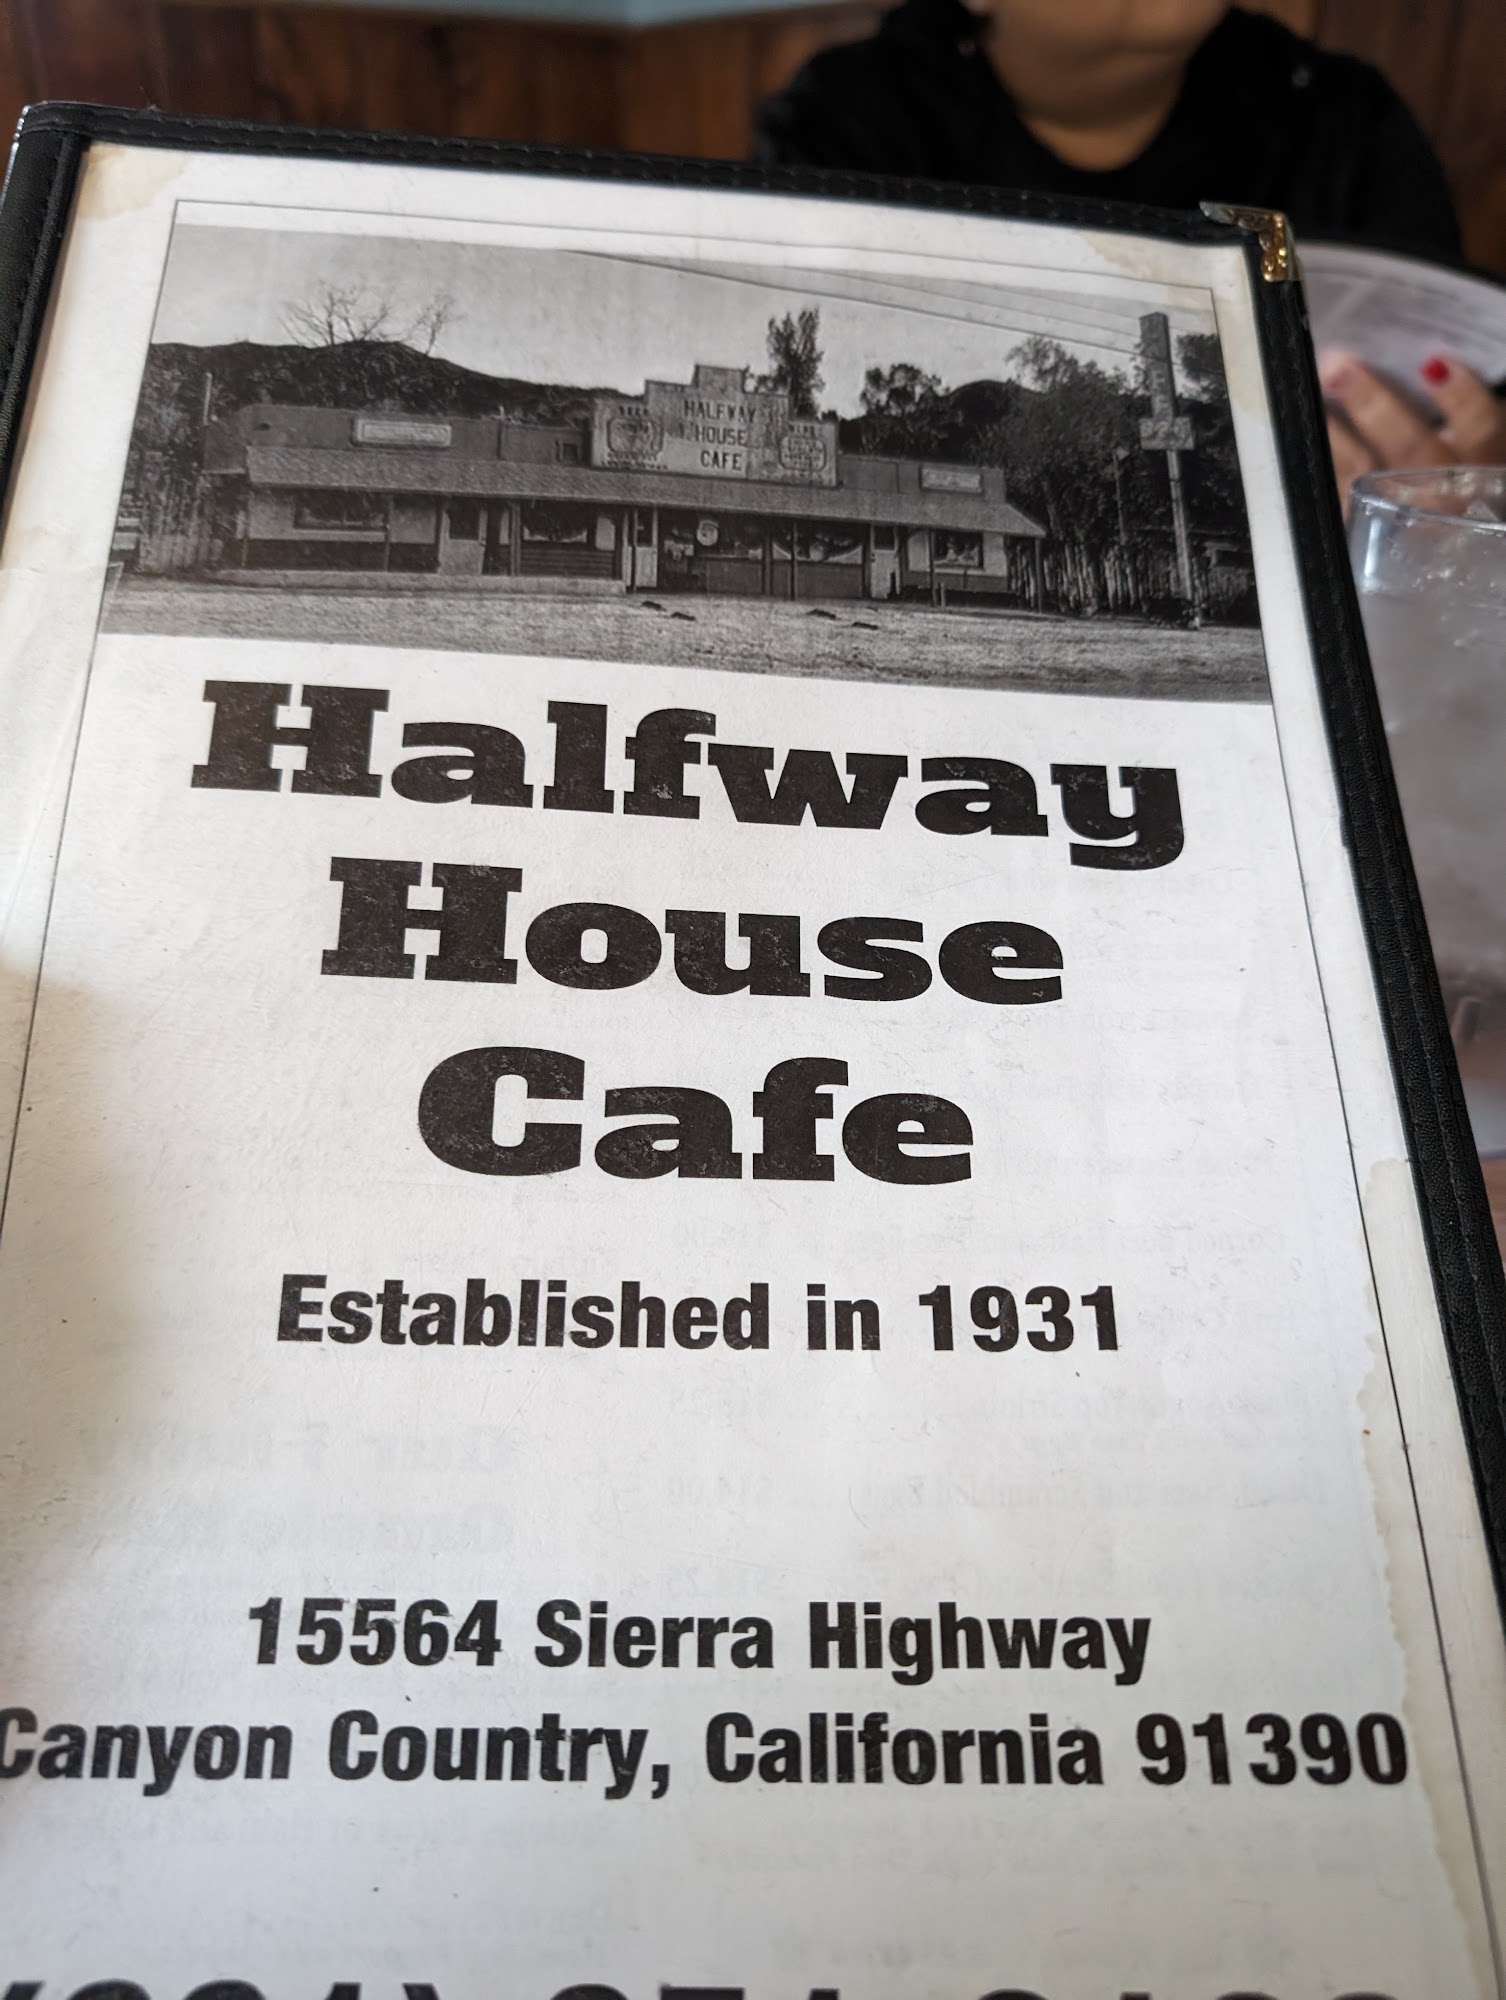 HALFWAY
HOUSE
CAFE
Halfway
House
Cafe
Established in 1931
15564 Sierra Highway
Canyon Country, California 91390